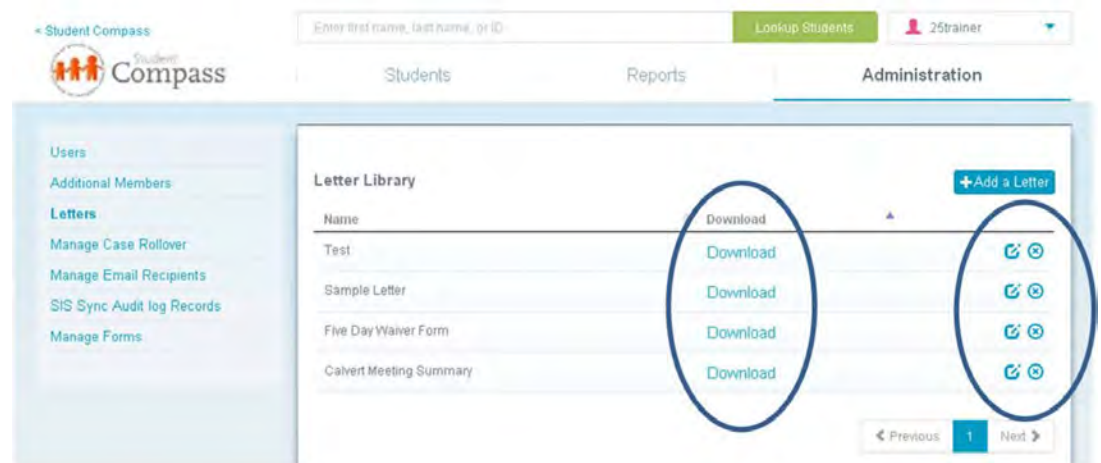 « Student Compass
Enter first name, last name, or ID
Lookup Students
25trainer
Student
Compass
Students
Reports
Administration
Users
Additional Members
Letters
Manage Case Rollover
Manage Email Recipients
SIS Sync Audit log Records
Manage Forms
Letter Library
+Add a Letter
Name Download
Test Download
Sample Letter Download
Five Day Waiver Form Download
Calvert Meeting Summary Download
Previous 1 Next